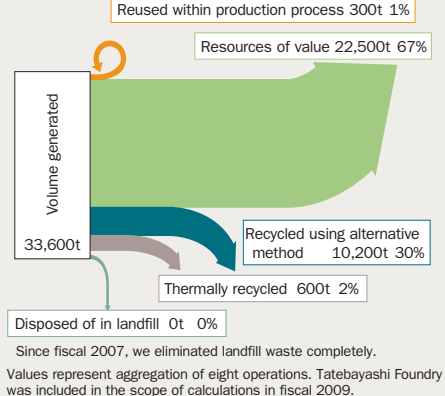 Reused within production process 300t 1%
Resources of value 22,500t 67%
Volume generated
33,600t
Recycled using alternative
method 10,200t 30%
Thermally recycled 600t 2%
Disposed of in landfill 0t 0%
Since fiscal 2007, we eliminated landfill waste completely.
Values represent aggregation of eight operations. Tatebayashi Foundry
was included in the scope of calculations in fiscal 2009.